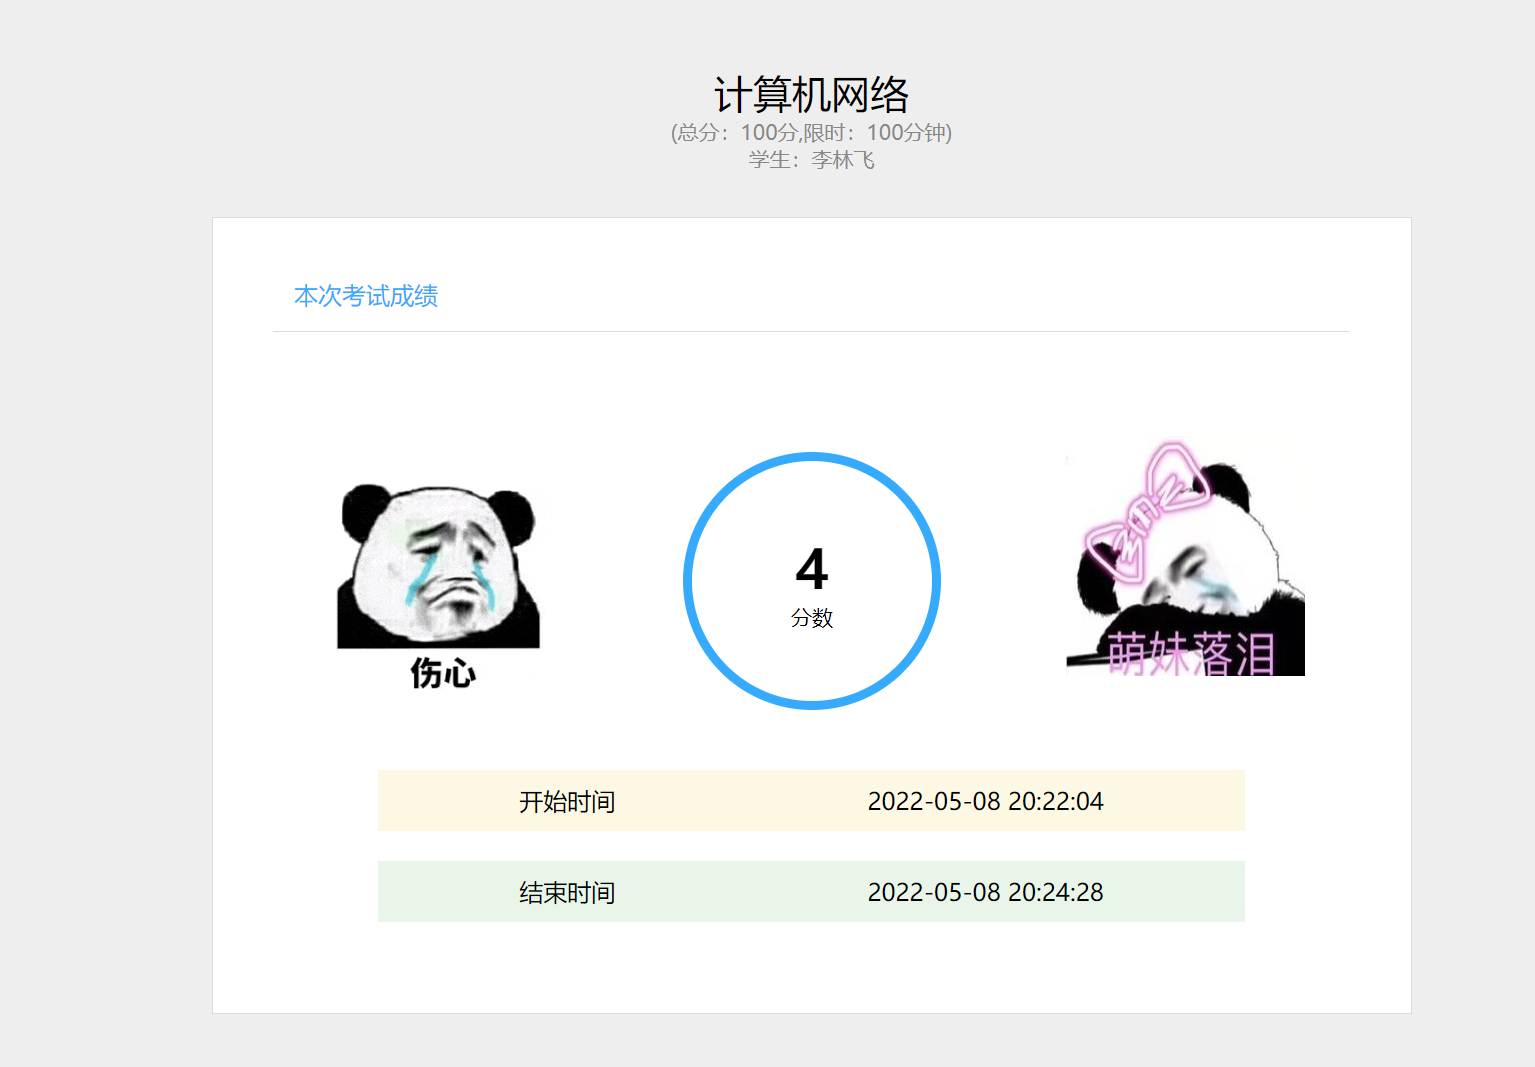 计算机网络
(总分：100分,限时：100分钟)
学生：李林飞
本次考试成绩
4
分数
伤心
萌妹落泪
开始时间 2022-05-08 20:22:04
结束时间 2022-05-08 20:24:28